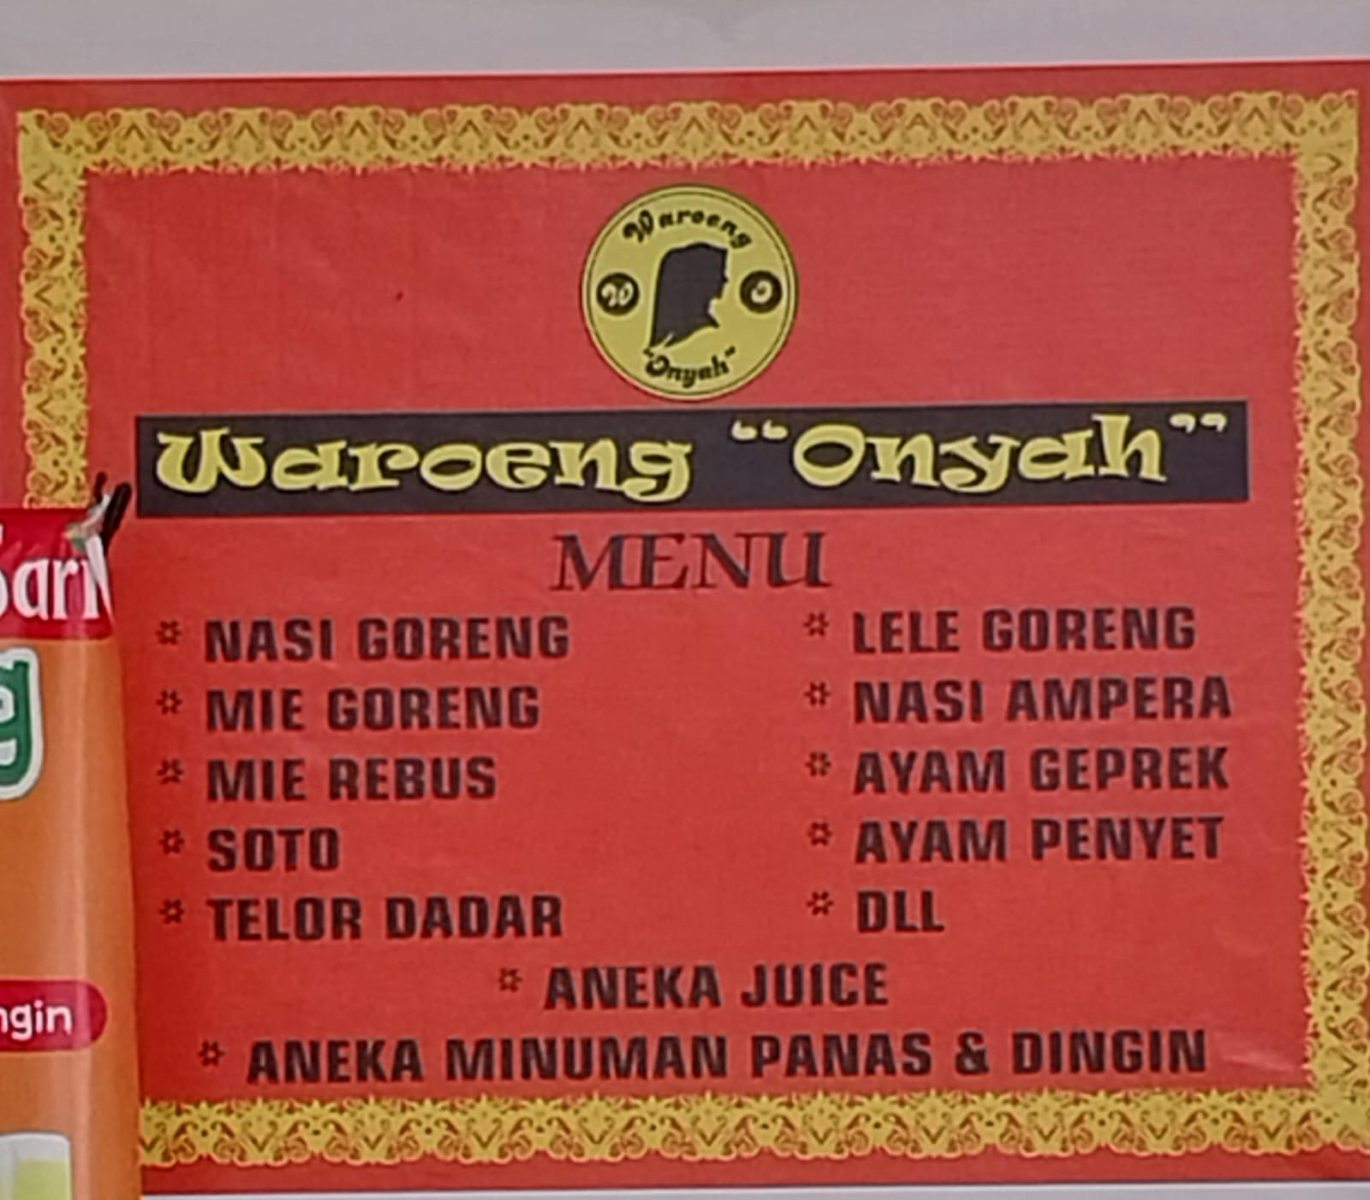 Waroeng
W O
"Onyah"
Waroeng "Onyah"
MENU
NASI GORENG
MIE GORENG
MIE REBUS
SOTO
TELOR DADAR
LELE GORENG
NASI AMPERA
AYAM GEPREK
AYAM PENYET
DLL
ANEKA JUICE
ANEKA MINUMAN PANAS & DINGIN
Sari
g
ngin